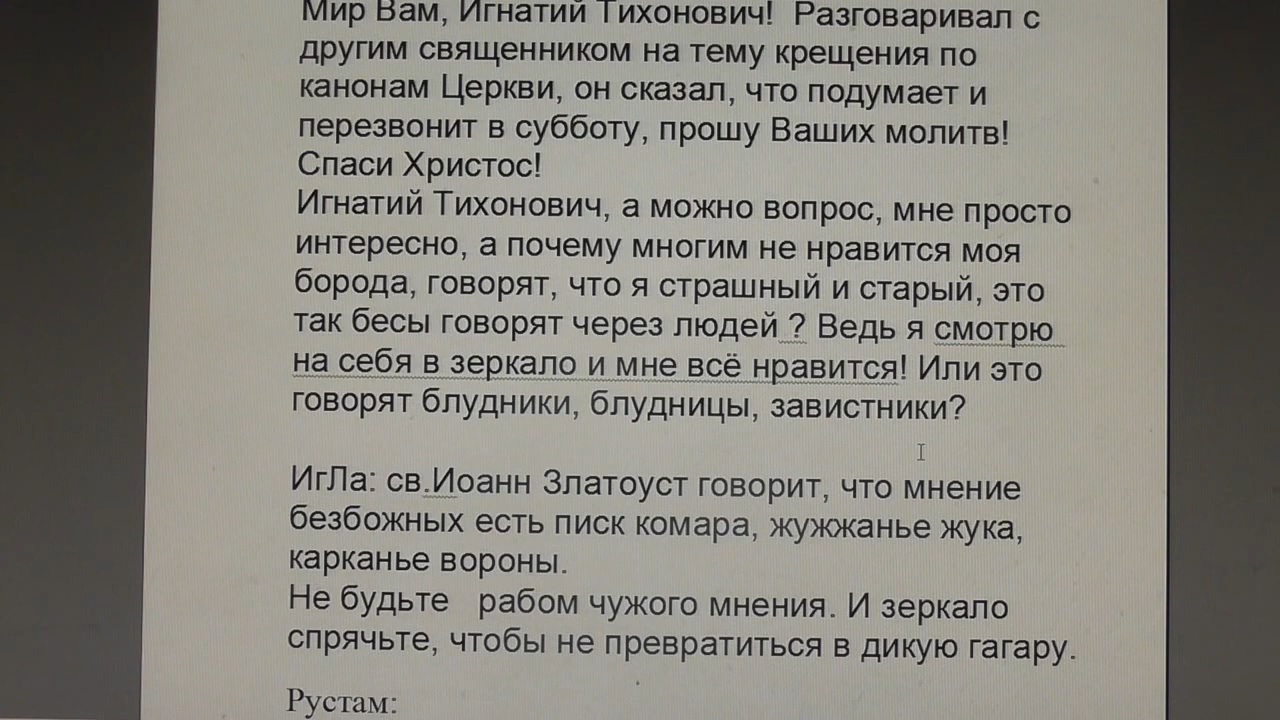 Мир Вам, Игнатий Тихонович! Разговаривал с
другим священником на тему крещения по
канонам Церкви, он сказал, что подумает и
перезвонит в субботу, прошу Ваших молитв!
Спаси Христос!
Игнатий Тихонович, а можно вопрос, мне просто
интересно, а почему многим не нравится моя
борода, говорят, что я страшный и старый, это
так бесы говорят через людей ? Ведь я смотрю
на себя в зеркало и мне всё нравится! Или это
говорят блудники, блудницы, завистники?
ИгЛа: св.Иоанн Златоуст говорит, что мнение
безбожных есть писк комара, жужжанье жука,
карканье вороны.
Не будьте рабом чужого мнения. И зеркало
спрячьте, чтобы не превратиться в дикую гагару.
Рустам: